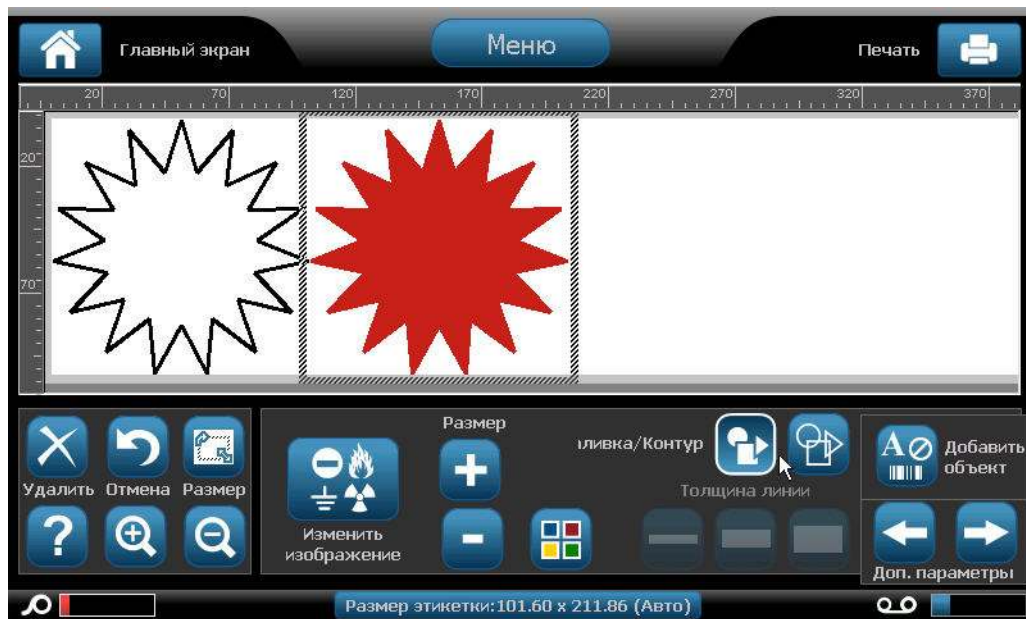 Главный экран
Меню
Печать
20 70 120 170 220 270 320 370
20
70
Размер
ıливка/Контур
Добавить
объект
Удалить Отмена Размер
Толщина линии
?
Изменить
изображение
Доп. параметры
Размер этикетки:101.60 x 211.86 (Авто)